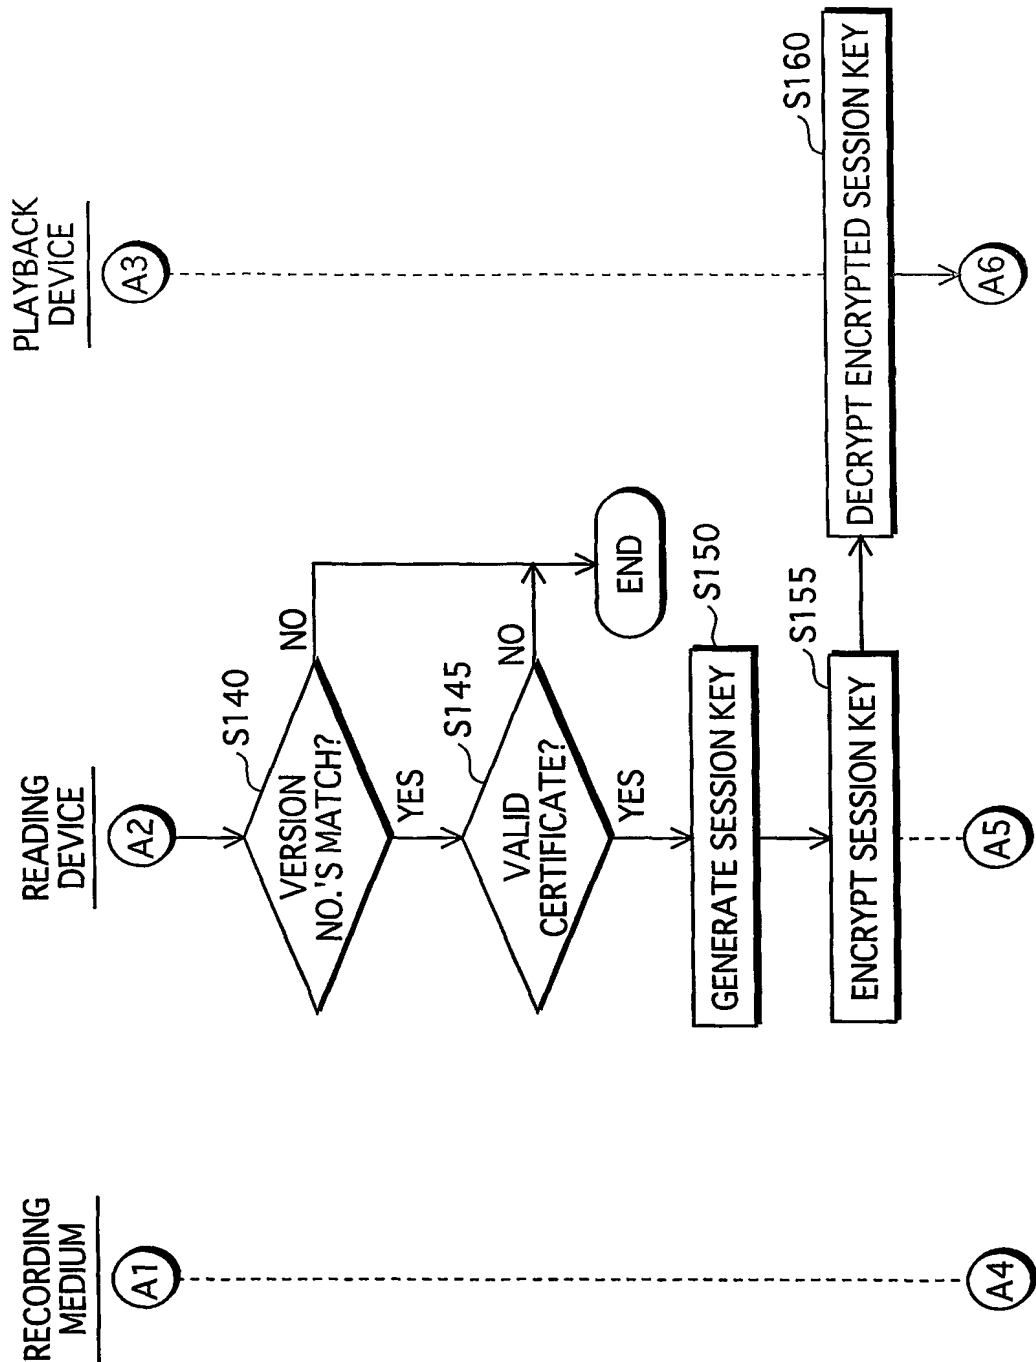 RECORDING
MEDIUM
READING
DEVICE
PLAYBACK
DEVICE
A1
A2
A3
S140
VERSION
NO.'S MATCH?
NO
YES
S145
VALID
CERTIFICATE?
NO
YES
END
S150
GENERATE SESSION KEY
S155
ENCRYPT SESSION KEY
S160
DECRYPT ENCRYPTED SESSION KEY
A4
A5
A6